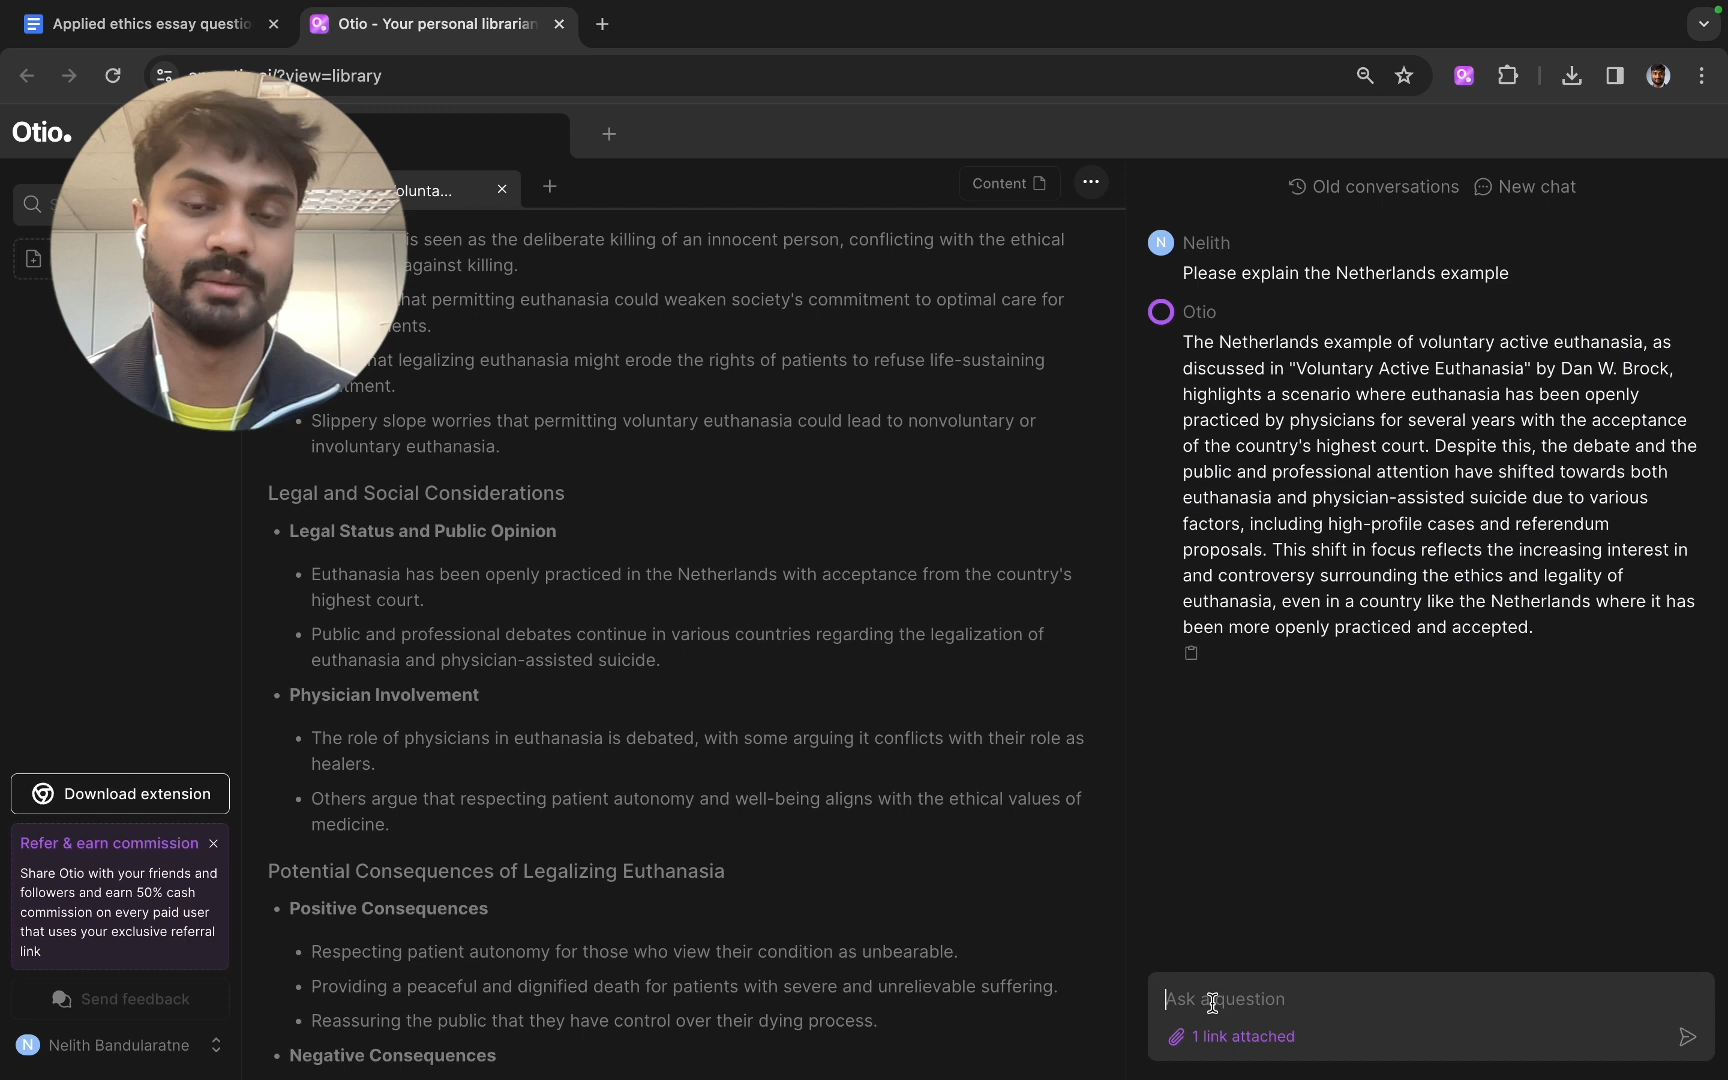 Applied ethics essay questio
Otio - Your personal librarian
?view=library
Otio.
olunta...
Content
is seen as the deliberate killing of an innocent person, conflicting with the ethical
against killing.
hat permitting euthanasia could weaken society's commitment to optimal care for
ents.
hat legalizing euthanasia might erode the rights of patients to refuse life-sustaining
tment.
• Slippery slope worries that permitting voluntary euthanasia could lead to nonvoluntary or
involuntary euthanasia.
Legal and Social Considerations
• Legal Status and Public Opinion
• Euthanasia has been openly practiced in the Netherlands with acceptance from the country's
highest court.
• Public and professional debates continue in various countries regarding the legalization of
euthanasia and physician-assisted suicide.
• Physician Involvement
• The role of physicians in euthanasia is debated, with some arguing it conflicts with their role as
healers.
• Others argue that respecting patient autonomy and well-being aligns with the ethical values of
medicine.
Potential Consequences of Legalizing Euthanasia
• Positive Consequences
• Respecting patient autonomy for those who view their condition as unbearable.
• Providing a peaceful and dignified death for patients with severe and unrelievable suffering.
• Reassuring the public that they have control over their dying process.
• Negative Consequences
Download extension
Refer & earn commission
Share Otio with your friends and
followers and earn 50% cash
commission on every paid user
that uses your exclusive referral
link
Send feedback
N Nelith Bandularatne
Old conversations New chat
N Nelith
Please explain the Netherlands example
Otio
The Netherlands example of voluntary active euthanasia, as
discussed in "Voluntary Active Euthanasia" by Dan W. Brock,
highlights a scenario where euthanasia has been openly
practiced by physicians for several years with the acceptance
of the country's highest court. Despite this, the debate and the
public and professional attention have shifted towards both
euthanasia and physician-assisted suicide due to various
factors, including high-profile cases and referendum
proposals. This shift in focus reflects the increasing interest in
and controversy surrounding the ethics and legality of
euthanasia, even in a country like the Netherlands where it has
been more openly practiced and accepted.
Ask a question
1 link attached